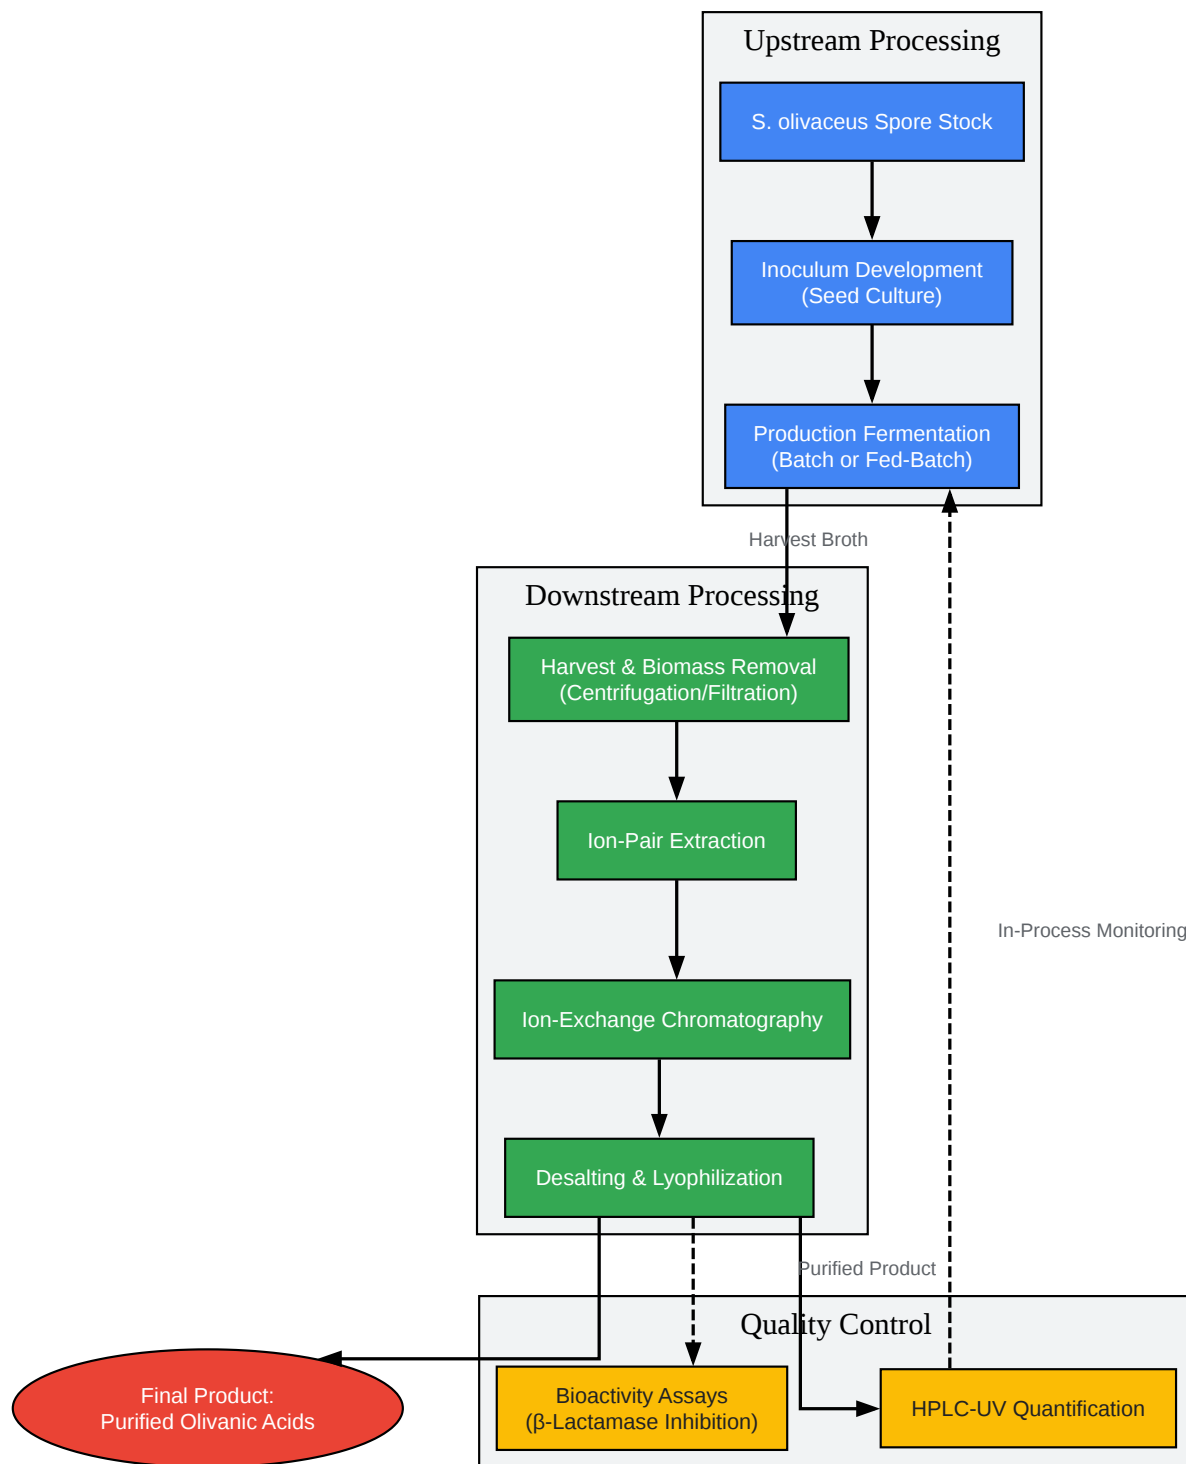 Upstream Processing
S. olivaceus Spore Stock
Inoculum Development
(Seed Culture)
Production Fermentation
(Batch or Fed-Batch)
Harvest Broth
Downstream Processing
Harvest & Biomass Removal
(Centrifugation/Filtration)
Ion-Pair Extraction
In-Process Monitoring
Ion-Exchange Chromatography
Desalting & Lyophilization
Purified Product
Quality Control
Final Product:
Purified Olivanic Acids
Bioactivity Assays
(β-Lactamase Inhibition)
HPLC-UV Quantification